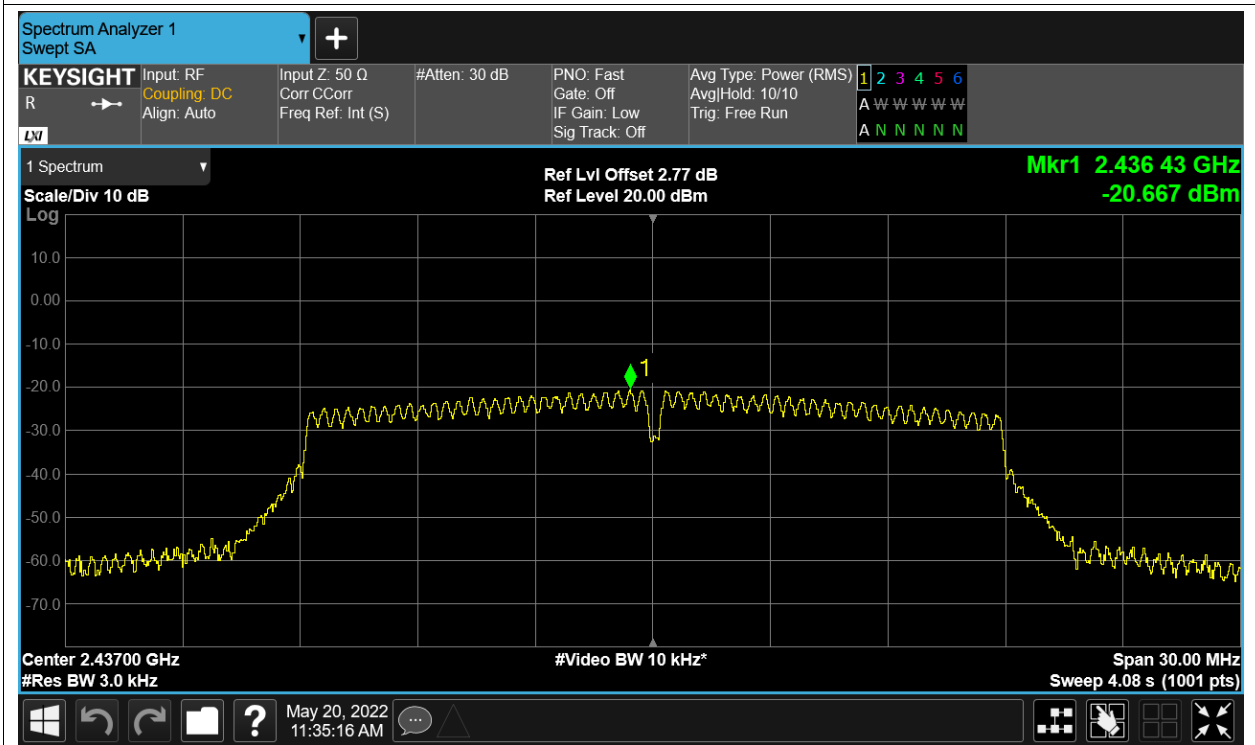 Spectrum Analyzer 1
Swept SA
+
KEYSIGHT Input: RF Input Z: 50 Ω #Atten: 30 dB PNO: Fast Avg Type: Power (RMS) 1 2 3 4 5 6
R Coupling: DC Corr CCorr Gate: Off Avg|Hold: 10/10 A W W W W W
Align: Auto Freq Ref: Int (S) IF Gain: Low Trig: Free Run
LXI Sig Track: Off A N N N N N
1 Spectrum Ref Lvl Offset 2.77 dB Mkr1 2.436 43 GHz
Scale/Div 10 dB Ref Level 20.00 dBm -20.667 dBm
Log
10.0
0.00
-10.0
1
-20.0
-30.0
-40.0
-50.0
-60.0
-70.0
Center 2.43700 GHz #Video BW 10 kHz* Span 30.00 MHz
#Res BW 3.0 kHz Sweep 4.08 s (1001 pts)
? May 20, 2022
11:35:16 AM